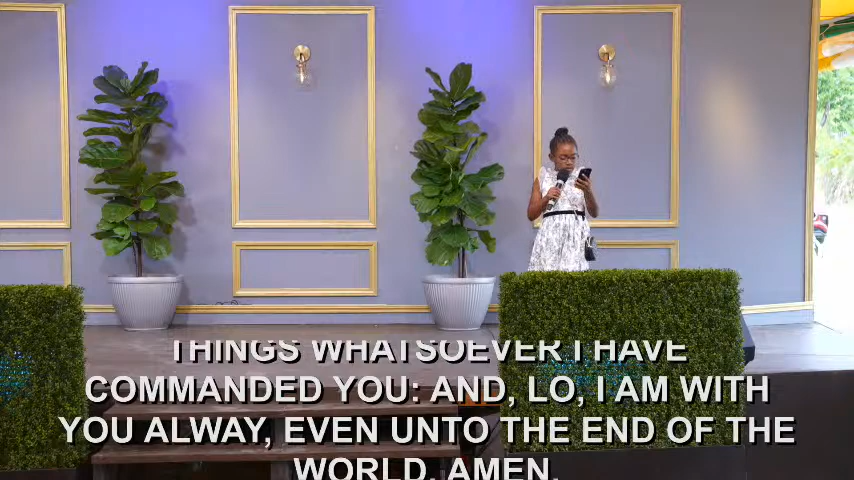 THINGS WHATSOEVER I HAVE
COMMANDED YOU: AND, LO, I AM WITH
YOU ALWAY, EVEN UNTO THE END OF THE
WORLD. AMEN.